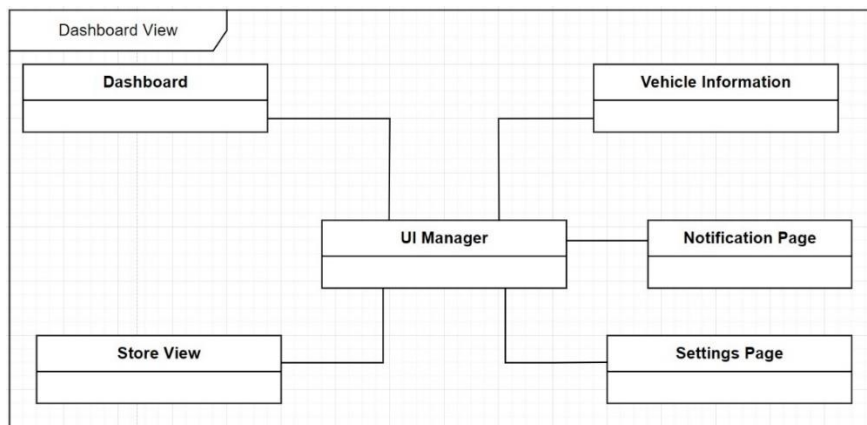 Dashboard View
Dashboard
Vehicle Information
UI Manager
Notification Page
Store View
Settings Page